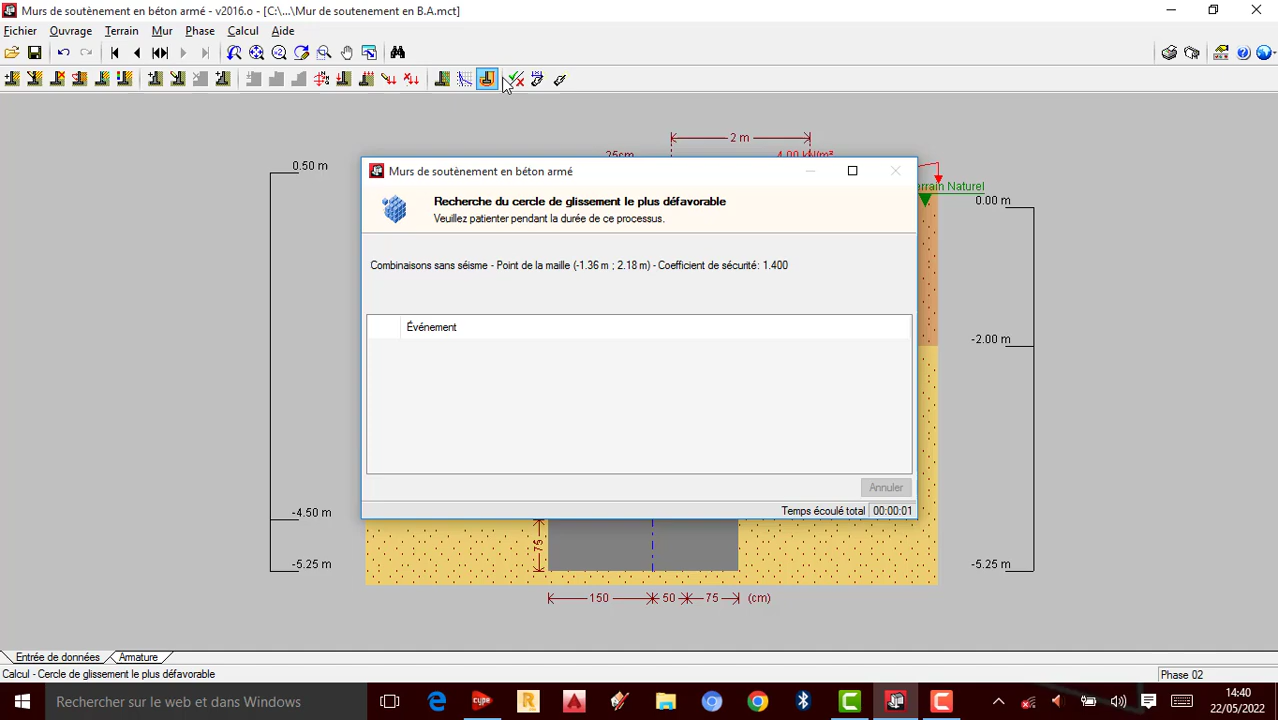 Murs de soutènement en béton armé - v2016.o - [C:\...\Mur de soutenement en B.A.mct]
Fichier Ouvrage Terrain Mur Phase Calcul Aide
2 m
0.50 m
25cm
Murs de soutènement en béton armé
Recherche du cercle de glissement le plus défavorable
Veuillez patienter pendant la durée de ce processus.
Combinaisons sans séisme - Point de la maille (-1.36 m ; 2.18 m) - Coefficient de sécurité: 1.400
Événement
Annuler
Temps écoulé total 00:00:01
0.00 m
-2.00 m
-4.50 m
75
-5.25 m
-5.25 m
150 50 75 (cm)
Entrée de données Armature
Calcul - Cercle de glissement le plus défavorable Phase 02
Rechercher sur le web et dans Windows
14:40
22/05/2022